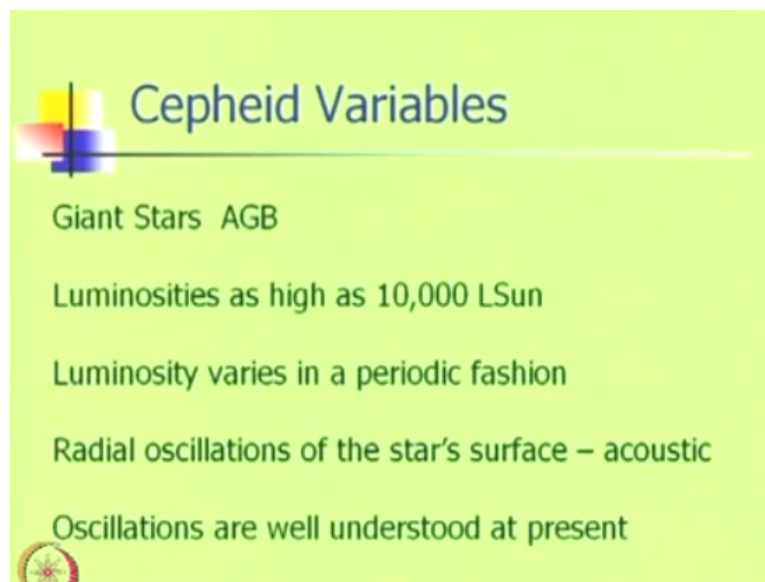 Cepheid Variables
Giant Stars AGB
Luminosities as high as 10,000 LSun
Luminosity varies in a periodic fashion
Radial oscillations of the star's surface – acoustic
Oscillations are well understood at present